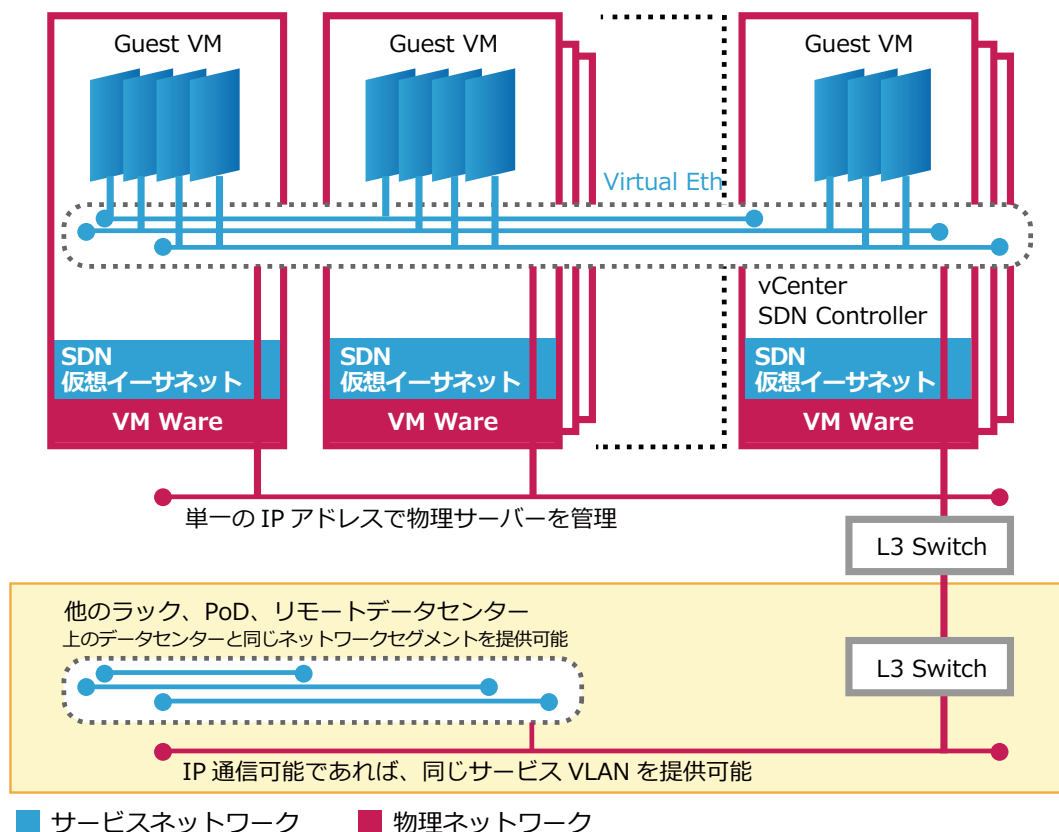 Guest VM
Guest VM
Guest VM
Virtual Eth
vCenter
SDN Controller
SDN
仮想イーサネット
VM Ware
SDN
仮想イーサネット
VM Ware
SDN
仮想イーサネット
VM Ware
単一の IP アドレスで物理サーバーを管理
L3 Switch
他のラック、PoD、リモートデータセンター
上のデータセンターと同じネットワークセグメントを提供可能
L3 Switch
IP 通信可能であれば、同じサービス VLAN を提供可能
サービスネットワーク
物理ネットワーク